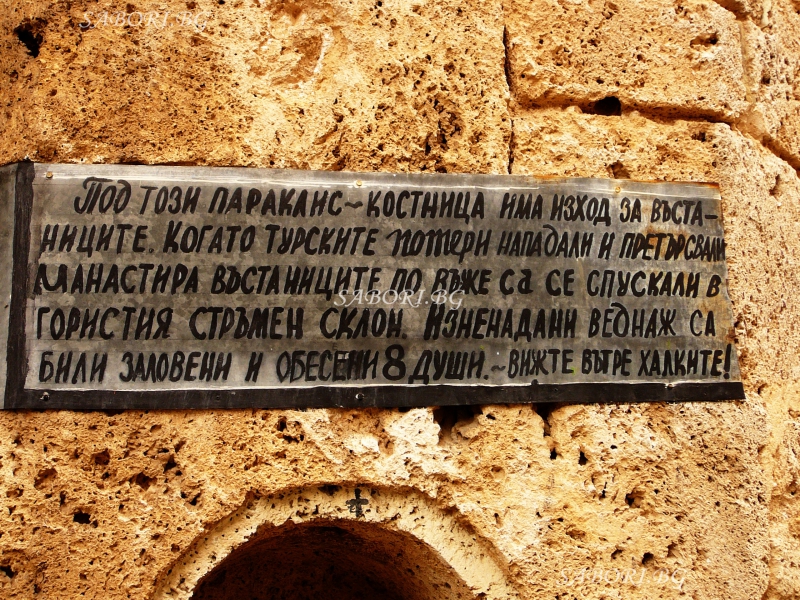 SABORI.BG
Под този параклис ~ костница има изход за въста-
ниците. Когато турските потери нападали и претърсвали
манастира въстаниците по въже са се спускали в
SABORI.BG
гористия стръмен склон. Изненадани веднаж са
били заловени и обесени 8 души. ~ Вижте вътре халките!
SABORI.BG